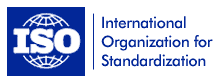 ISO
International
Organization for
Standardization